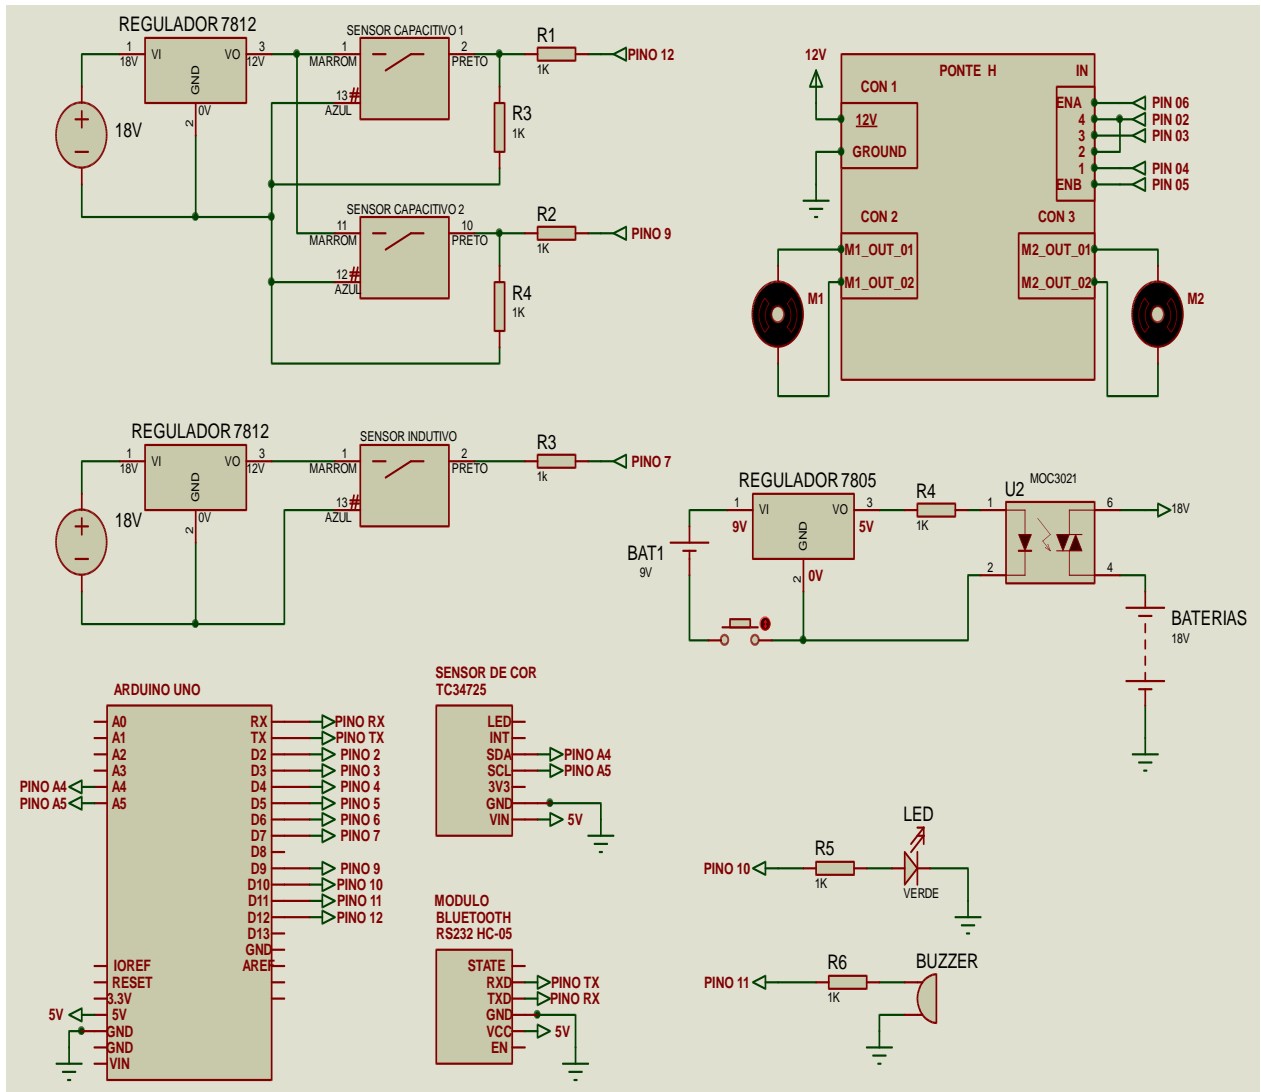 REGULADOR 7812
1
18V
VI
VO
GND
3
12V
0V
2
18V
SENSOR CAPACITIVO 1
1
MARROM
2
PRETO
13
#
AZUL
R1
1K
PINO 12
R3
1K
SENSOR CAPACITIVO 2
11
MARROM
10
PRETO
12
#
AZUL
R2
1K
PINO 9
R4
1K
12V
PONTE H
IN
CON 1
12V
GROUND
ENA
4
3
2
1
ENB
PIN 06
PIN 02
PIN 03
PIN 04
PIN 05
CON 2
CON 3
M1_OUT_01
M1_OUT_02
M2_OUT_01
M2_OUT_02
M1
M2
REGULADOR 7812
1
18V
VI
VO
GND
3
12V
0V
2
18V
SENSOR INDUTIVO
1
MARROM
2
PRETO
13
#
AZUL
R3
1k
PINO 7
REGULADOR 7805
1
9V
VI
VO
GND
3
5V
2
0V
BAT1
9V
R4
1K
U2
MOC3021
1
2
6
4
18V
BATERIAS
18V
ARDUINO UNO
A0
A1
A2
A3
PINO A4
A4
PINO A5
A5
RX
PINO RX
TX
PINO TX
D2
PINO 2
D3
PINO 3
D4
PINO 4
D5
PINO 5
D6
PINO 6
D7
PINO 7
D8
D9
PINO 9
D10
PINO 10
D11
PINO 11
D12
PINO 12
D13
GND
AREF
IOREF
RESET
3.3V
5V
5V
GND
GND
VIN
SENSOR DE COR
TC34725
LED
INT
SDA
PINO A4
SCL
PINO A5
3V3
GND
VIN
5V
MODULO
BLUETOOTH
RS232 HC-05
STATE
RXD
PINO TX
TXD
PINO RX
GND
VCC
5V
EN
PINO 10
R5
1K
LED
VERDE
PINO 11
R6
1K
BUZZER